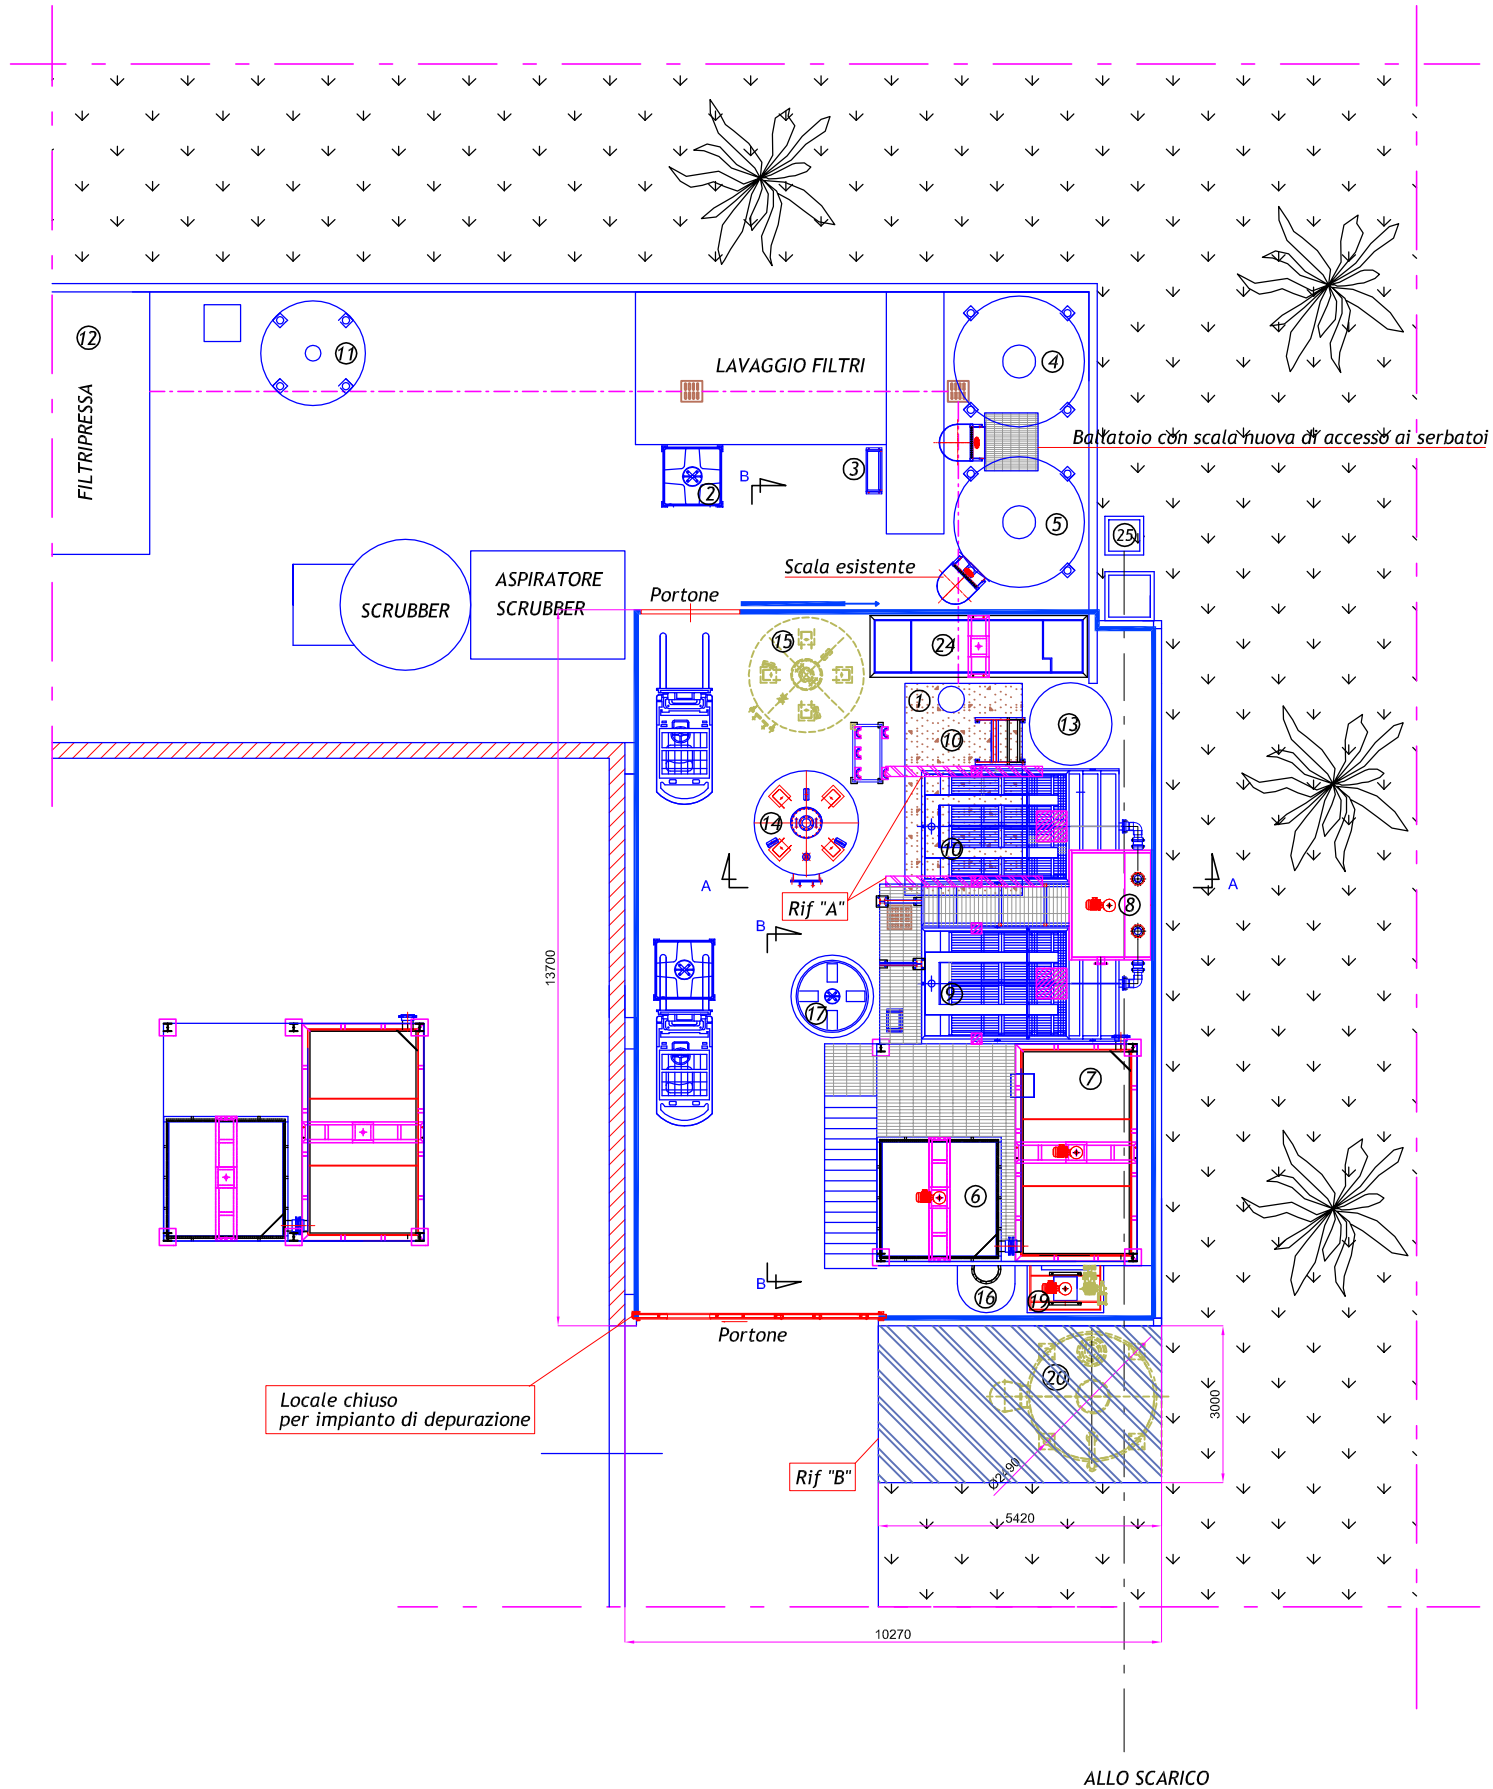 12
FILTRIPRESSA
11
LAVAGGIO FILTRI
4
Ballatoio con scala nuova di accesso ai serbatoi
3
B
2
5
25
Scala esistente
ASPIRATORE
SCRUBBER
SCRUBBER
Portone
15
24
1
10
13
14
10
A
A
Rif "A"
8
B
13700
9
17
7
6
B
16
19
Portone
20
Locale chiuso
per impianto di depurazione
3000
Rif "B"
Ø2490
5420
10270
ALLO SCARICO